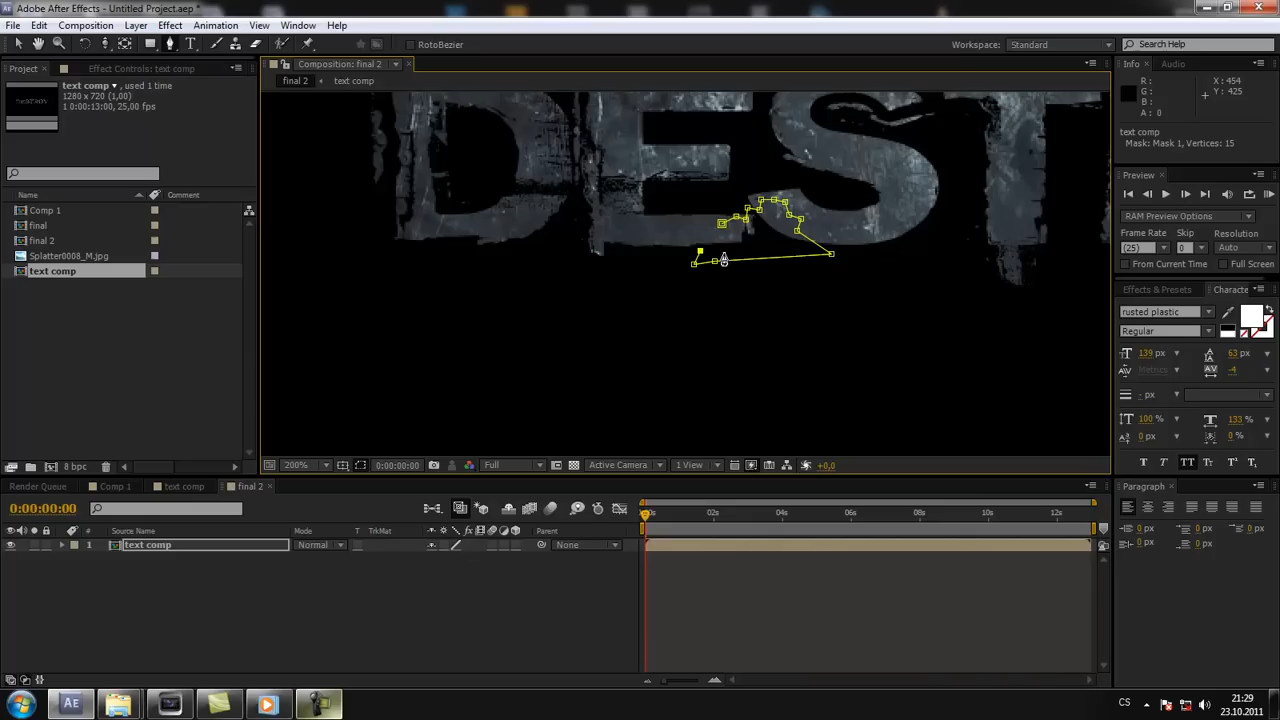 Adobe After Effects - Untitled Project.aep *
File Edit Composition Layer Effect Animation View Window Help
RotoBezier
Workspace: Standard
Search Help
Project
Effect Controls: text comp
text comp ▾, used 1 time
1280 x 720 (1,00)
Δ 0:00:13:00, 25,00 fps
Name Comment
Comp 1
final
final 2
Splatter0008_M.jpg
text comp
8 bpc
Composition: final 2
final 2 text comp
DEST
200% 0:00:00:00 Full Active Camera 1 View +0,0
Info Audio
R: X: 454
G: Y: 425
B:
A: 0
text comp
Mask: Mask 1, Vertices: 15
Preview
RAM Preview Options
Frame Rate Skip Resolution
(25) 0 Auto
From Current Time Full Screen
Effects & Presets Character
rusted plastic
Regular
139 px 63 px
Metrics -4
- px
100 % 133 %
0 px 0 %
T T TT Tr T¹ T₁
Paragraph
0 px 0 px 0 px
0 px 0 px
Render Queue Comp 1 text comp final 2
0:00:00:00
# Source Name Mode T TrkMat Parent
1 text comp Normal None
02s 04s 06s 08s 10s 12s
CS
21:29
23.10.2011